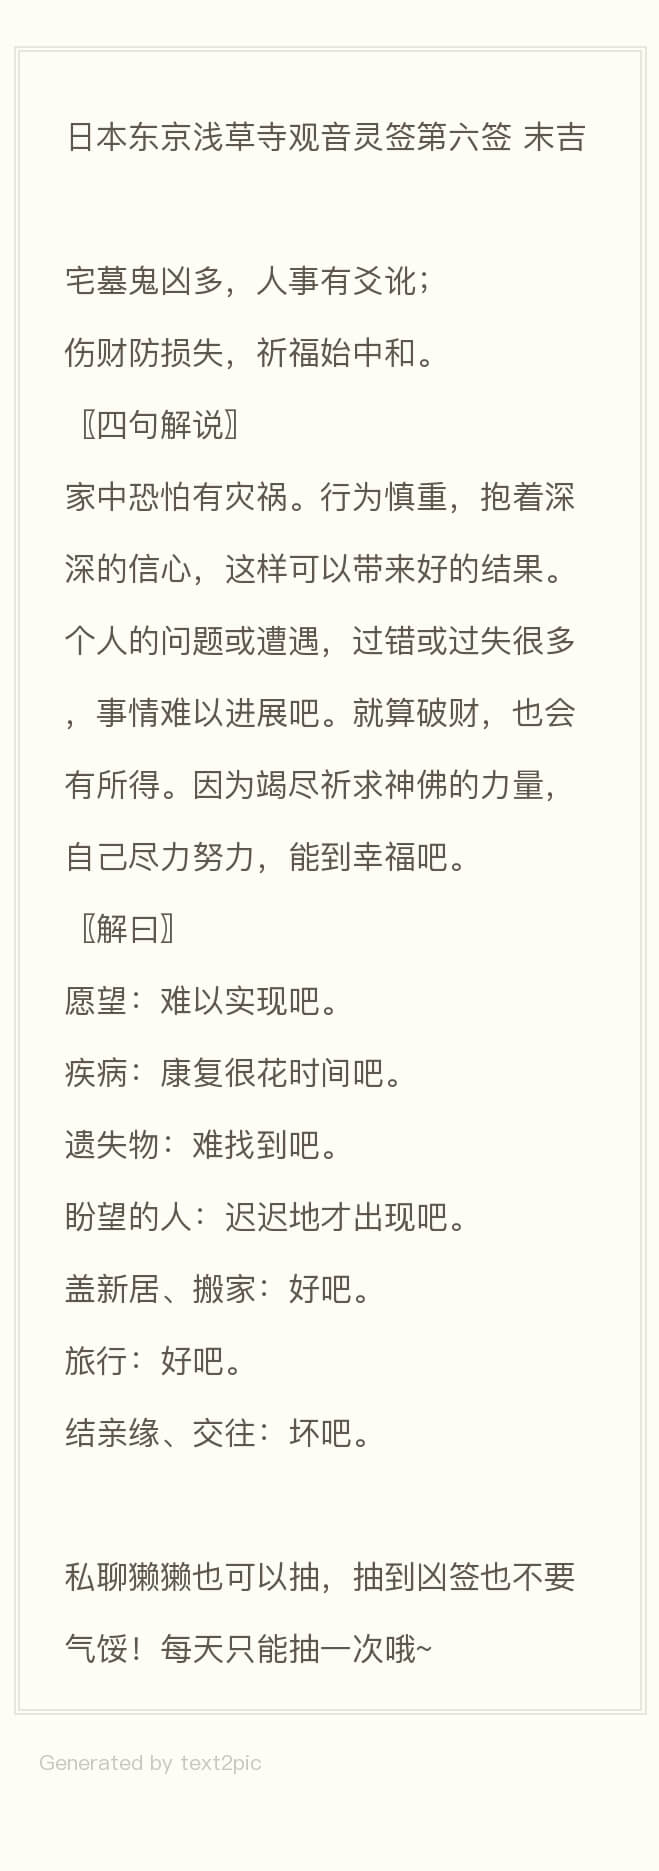 日本东京浅草寺观音灵签第六签 末吉
宅墓鬼凶多，人事有爻讹；
伤财防损失，祈福始中和。
〖四句解说〗
家中恐怕有灾祸。行为慎重，抱着深
深的信心，这样可以带来好的结果。
个人的问题或遭遇，过错或过失很多
，事情难以进展吧。就算破财，也会
有所得。因为竭尽祈求神佛的力量，
自己尽力努力，能到幸福吧。
〖解曰〗
愿望：难以实现吧。
疾病：康复很花时间吧。
遗失物：难找到吧。
盼望的人：迟迟地才出现吧。
盖新居、搬家：好吧。
旅行：好吧。
结亲缘、交往：坏吧。
私聊獭獭也可以抽，抽到凶签也不要
气馁！每天只能抽一次哦~
Generated by text2pic